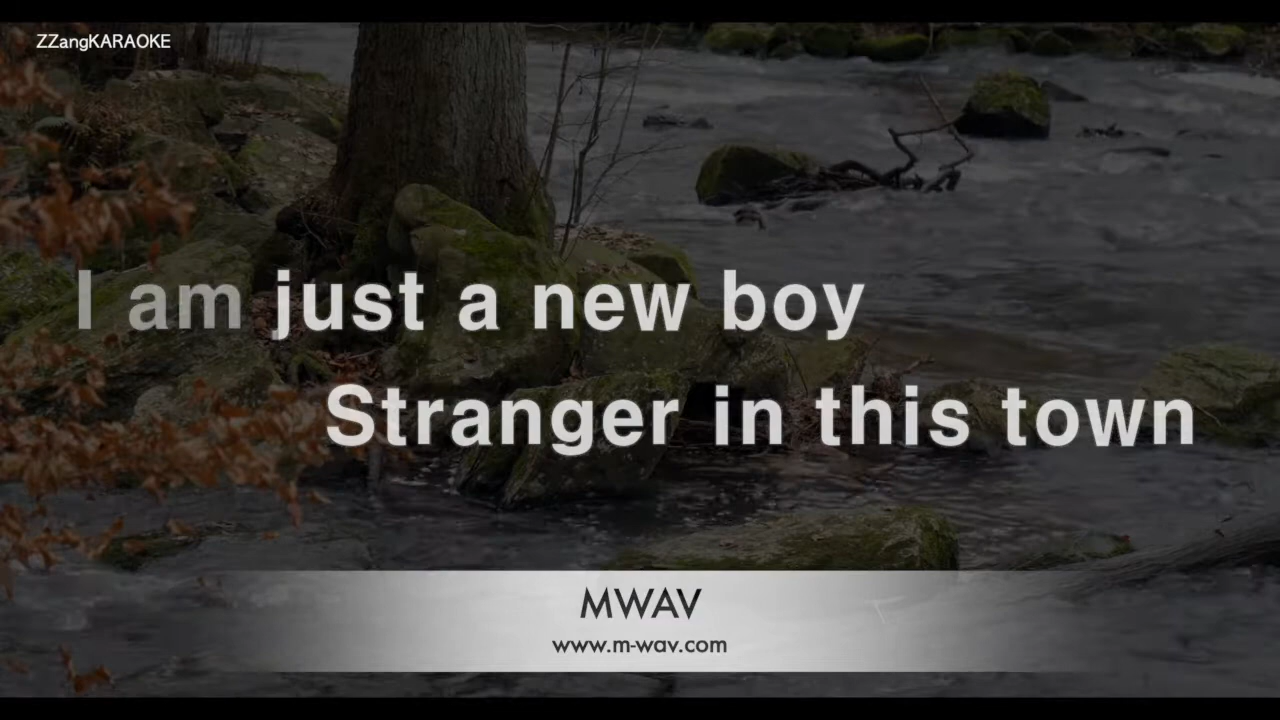 ZZangKARAOKE
I am just a new boy
Stranger in this town
MWAV
www.m-wav.com